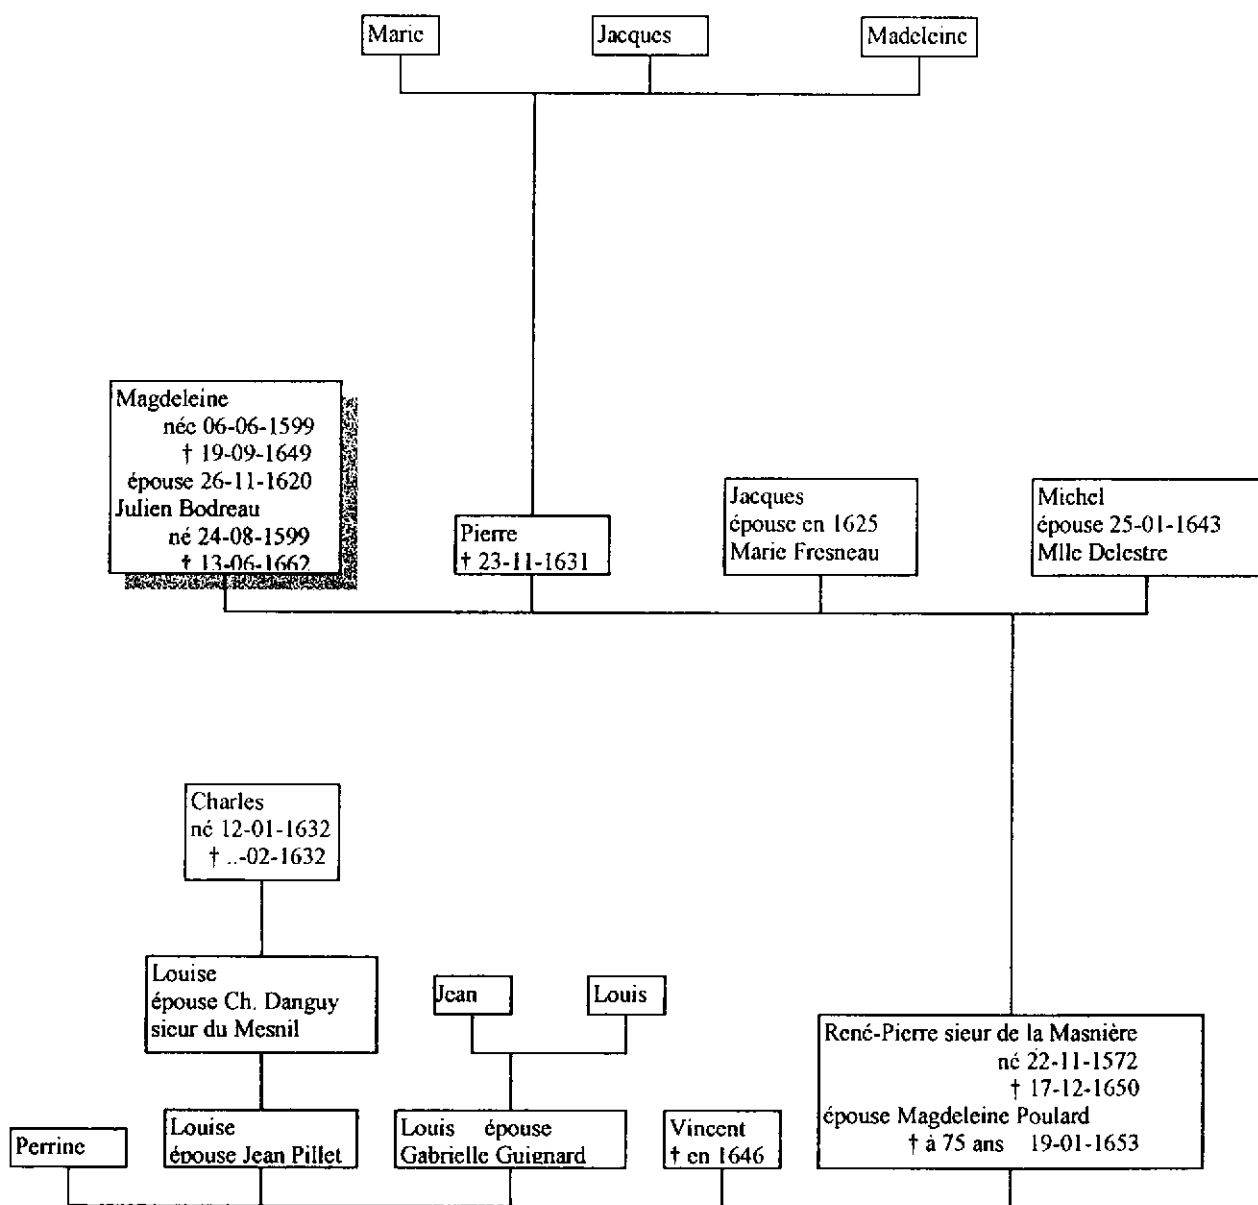 Marie
Jacques
Madeleine
Magdeleine
née 06-06-1599
† 19-09-1649
épouse 26-11-1620
Julien Bodreau
né 24-08-1599
† 13-06-1662
Pierre
† 23-11-1631
Jacques
épouse en 1625
Marie Fresneau
Michel
épouse 25-01-1643
Mlle Delestre
Charles
né 12-01-1632
† ..-02-1632
Louise
épouse Ch. Danguy
sieur du Mesnil
Jean
Louis
René-Pierre sieur de la Masnière
né 22-11-1572
† 17-12-1650
épouse Magdeleine Poulard
† à 75 ans 19-01-1653
Perrine
Louise
épouse Jean Pillet
Louis épouse
Gabrielle Guignard
Vincent
† en 1646